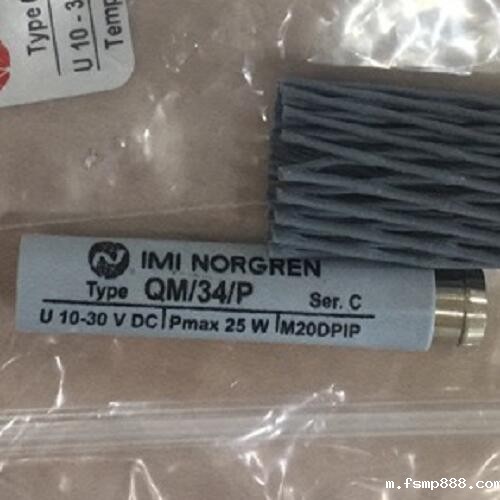 Type
U 10 - 3
Temp
IMI NORGREN
Type QM/34/P Ser. C
U 10-30 V DC Pmax 25 W M20DPIP
m.fsmp888.com